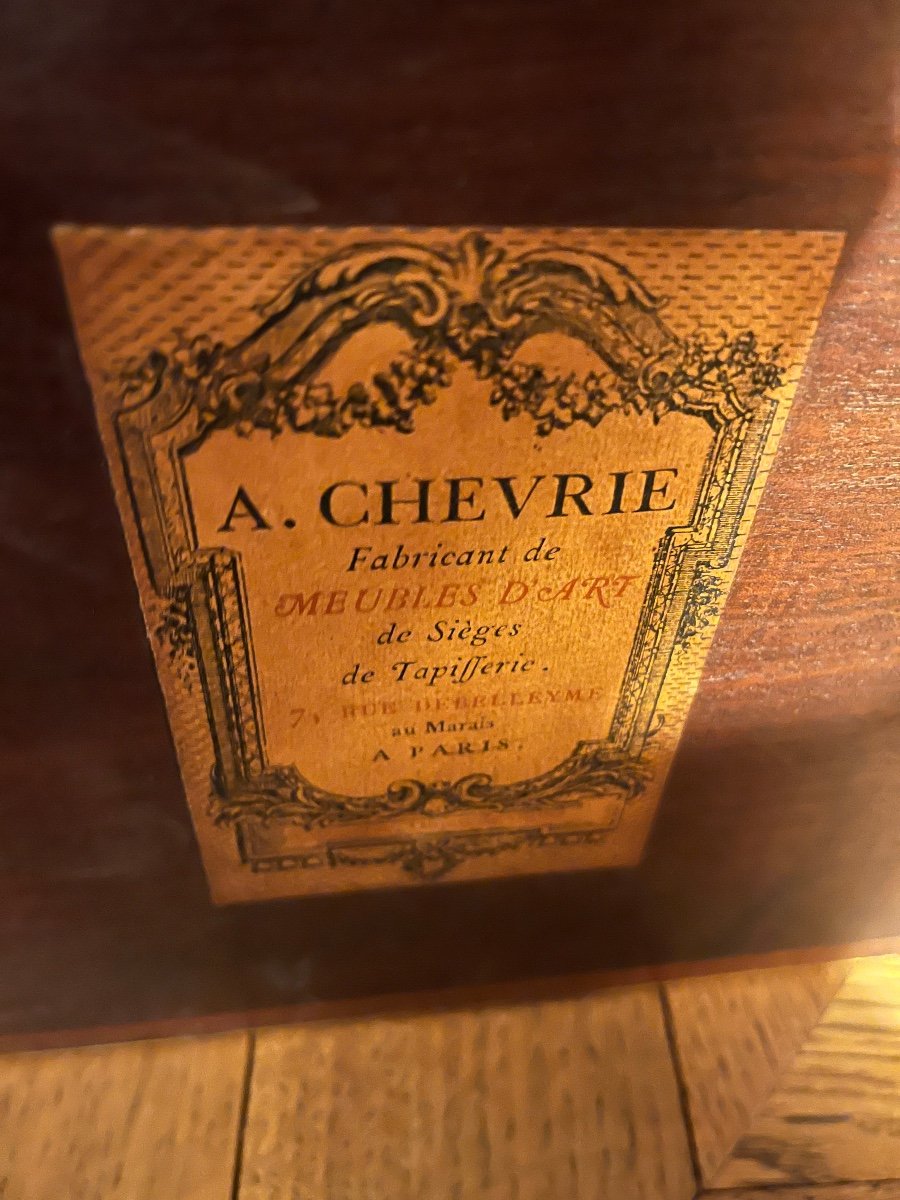 A. CHEVRIE
Fabricant de
MEUBLES D'ART
de Sièges
de Tapiſſerie.
7, RUE DEBELLEYME
au Marais
A PARIS.